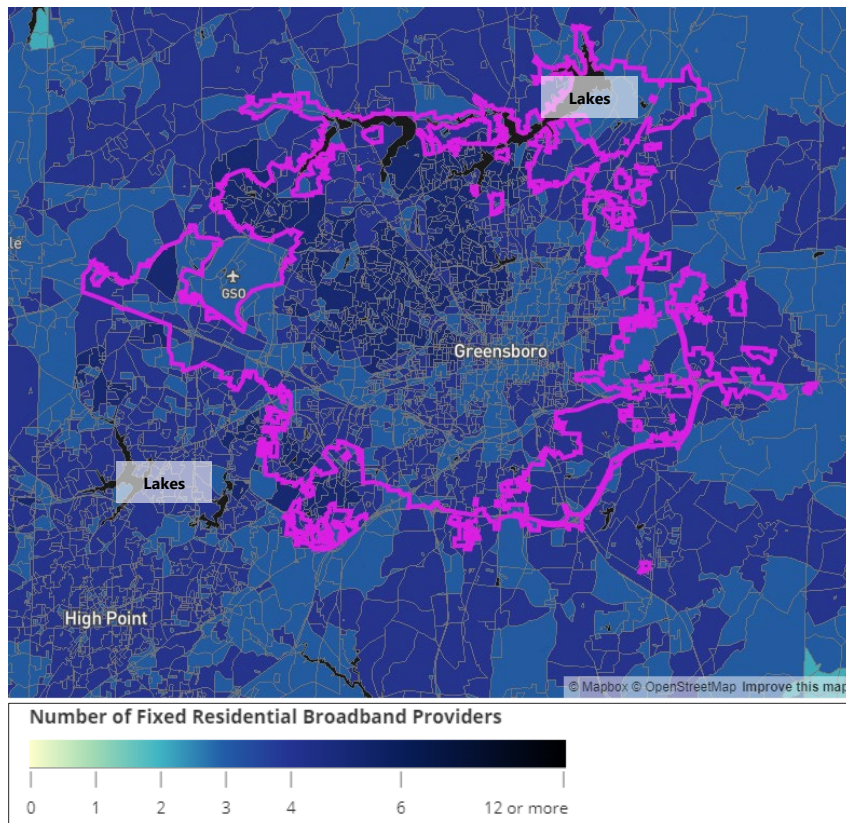 Lakes
le
GSO
Greensboro
Lakes
High Point
© Mapbox © OpenStreetMap Improve this map
Number of Fixed Residential Broadband Providers
0 1 2 3 4 6 12 or more